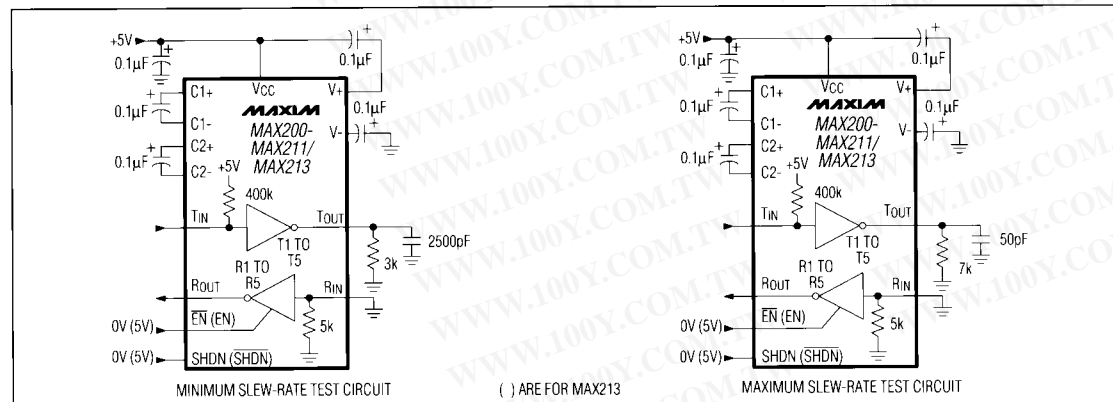 +5V
0.1µF
0.1µF
VCC
V+
0.1µF
C1+
C1-
MAXIM
MAX200-
MAX211/
MAX213
V-
0.1µF
C2+
C2-
+5V
400k
TIN
TOUT
T1 TO
T5
2500pF
3k
R1 TO
R5
ROUT
RIN
5k
0V (5V)
EN (EN)
0V (5V)
SHDN (SHDN)
MINIMUM SLEW-RATE TEST CIRCUIT
( ) ARE FOR MAX213
+5V
0.1µF
0.1µF
VCC
V+
0.1µF
0.1µF
C1+
C1-
MAXIM
MAX200-
MAX211/
MAX213
V-
0.1µF
C2+
C2-
+5V
400k
TIN
TOUT
T1 TO
T5
50pF
7k
R1 TO
R5
ROUT
RIN
5k
0V (5V)
EN (EN)
0V (5V)
SHDN (SHDN)
MAXIMUM SLEW-RATE TEST CIRCUIT
WWW.100Y.COM.TW